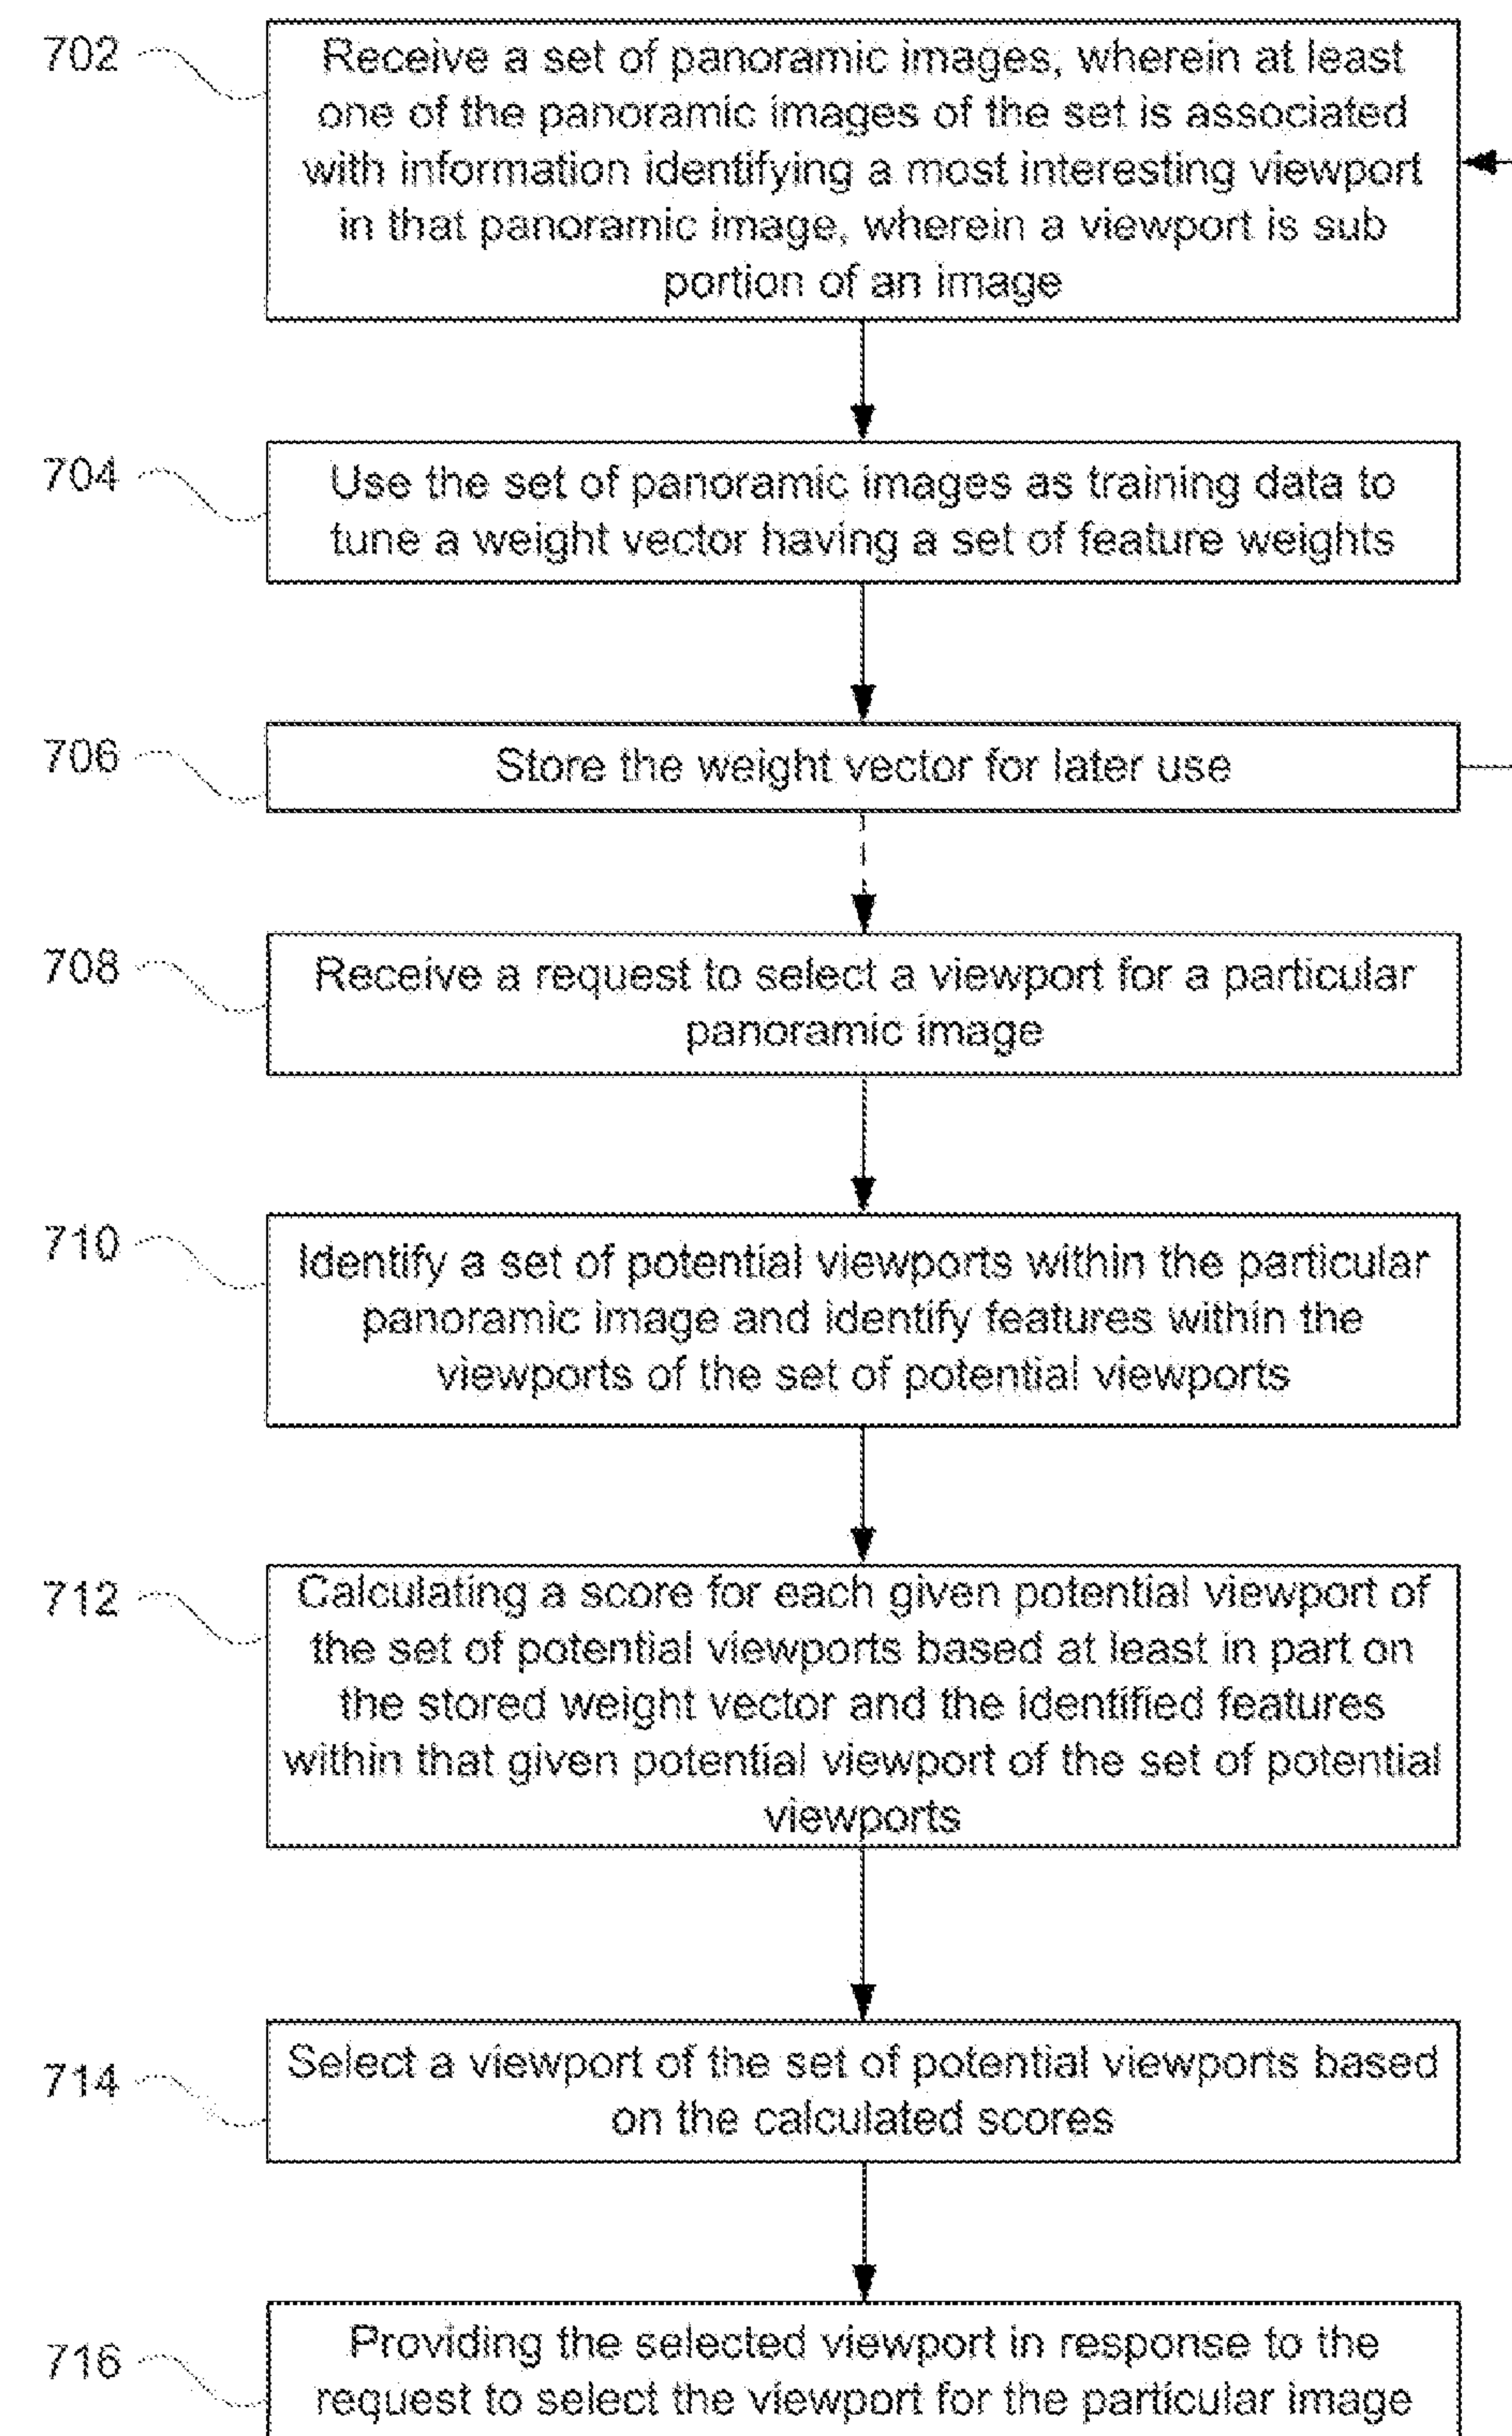 702
Receive a set of panoramic images, wherein at least
one of the panoramic images of the set is associated
with information identifying a most interesting viewport
in that panoramic image, wherein a viewport is sub
portion of an image
704
Use the set of panoramic images as training data to
tune a weight vector having a set of feature weights
706
Store the weight vector for later use
708
Receive a request to select a viewport for a particular
panoramic image
710
Identify a set of potential viewports within the particular
panoramic image and identify features within the
viewports of the set of potential viewports
712
Calculating a score for each given potential viewport of
the set of potential viewports based at least in part on
the stored weight vector and the identified features
within that given potential viewport of the set of potential
viewports
714
Select a viewport of the set of potential viewports based
on the calculated scores
716
Providing the selected viewport in response to the
request to select the viewport for the particular image